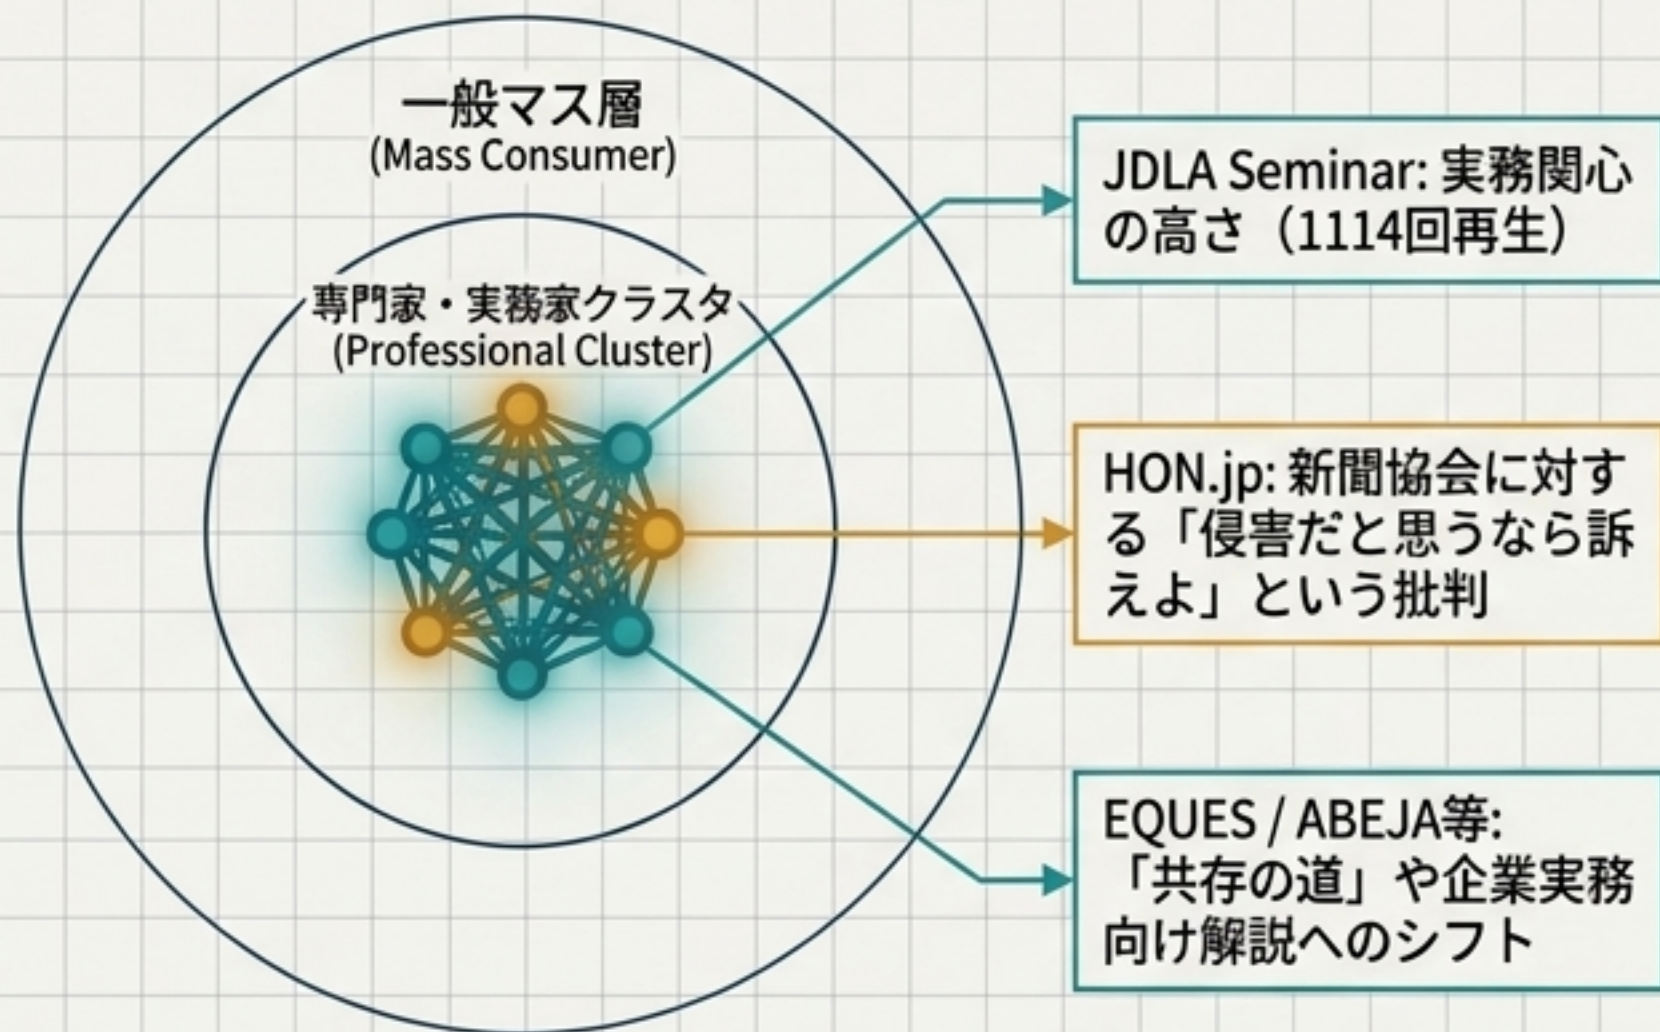 一般マス層
(Mass Consumer)
専門家・実務家クラスタ
(Professional Cluster)
JDLA Seminar: 実務関心
の高さ（1114回再生）
HON.jp: 新聞協会に対す
る「侵害だと思うなら訴
えよ」という批判
EQUES / ABEJA等:
「共存の道」や企業実務
向け解説へのシフト